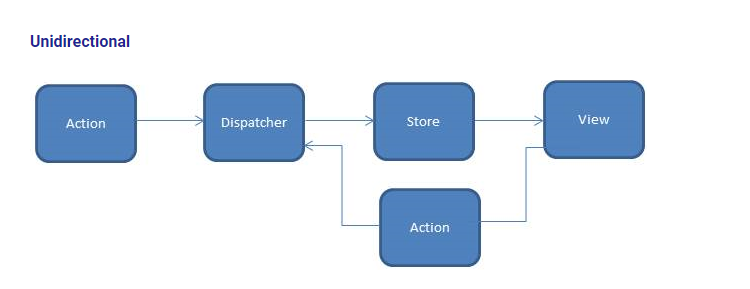 Unidirectional
Action
Dispatcher
Store
View
Action